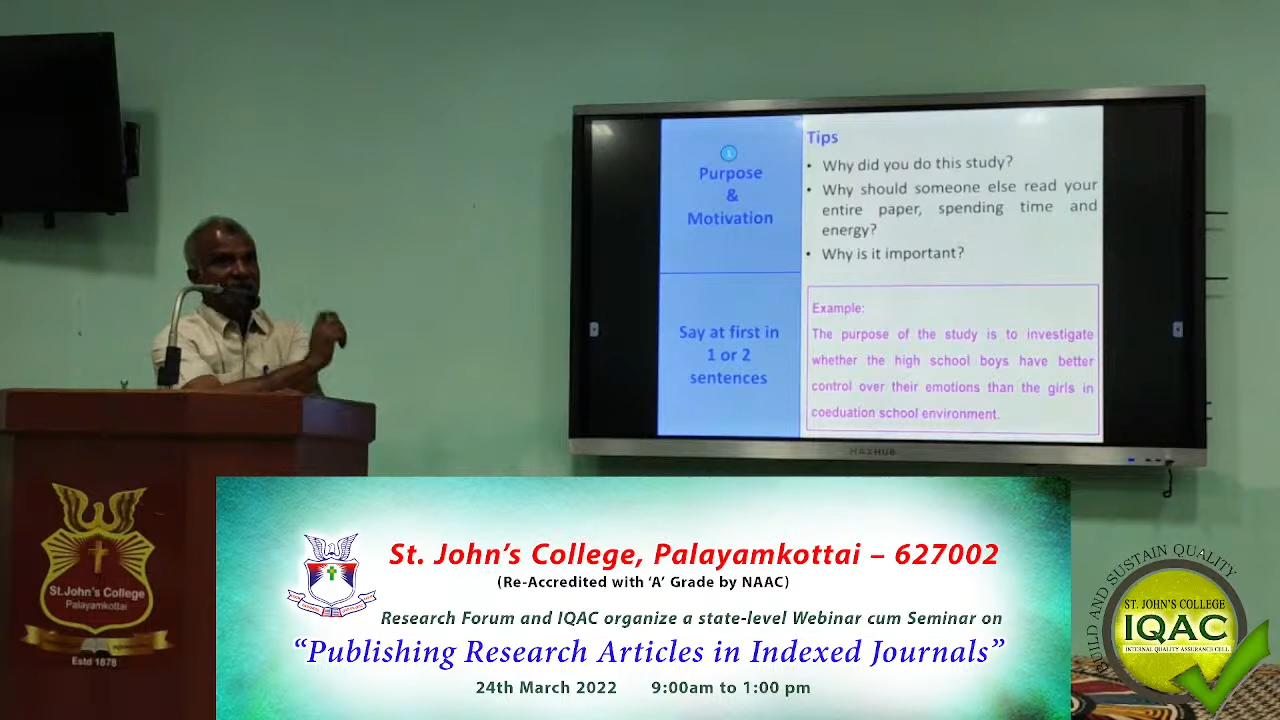 1
Purpose
&
Motivation
Say at first in
1 or 2
sentences
Tips
• Why did you do this study?
• Why should someone else read your
entire paper, spending time and
energy?
• Why is it important?
Example:
The purpose of the study is to investigate
whether the high school boys have better
control over their emotions than the girls in
coeduation school environment.
MAXHUB
St.John's College
Palayamkottai
Estd 1878
St. John's College, Palayamkottai – 627002
(Re-Accredited with 'A' Grade by NAAC)
Research Forum and IQAC organize a state-level Webinar cum Seminar on
"Publishing Research Articles in Indexed Journals"
24th March 2022 9:00am to 1:00 pm
BUILD AND SUSTAIN QUALITY
ST. JOHN'S COLLEGE
IQAC
INTERNAL QUALITY ASSURANCE CELL